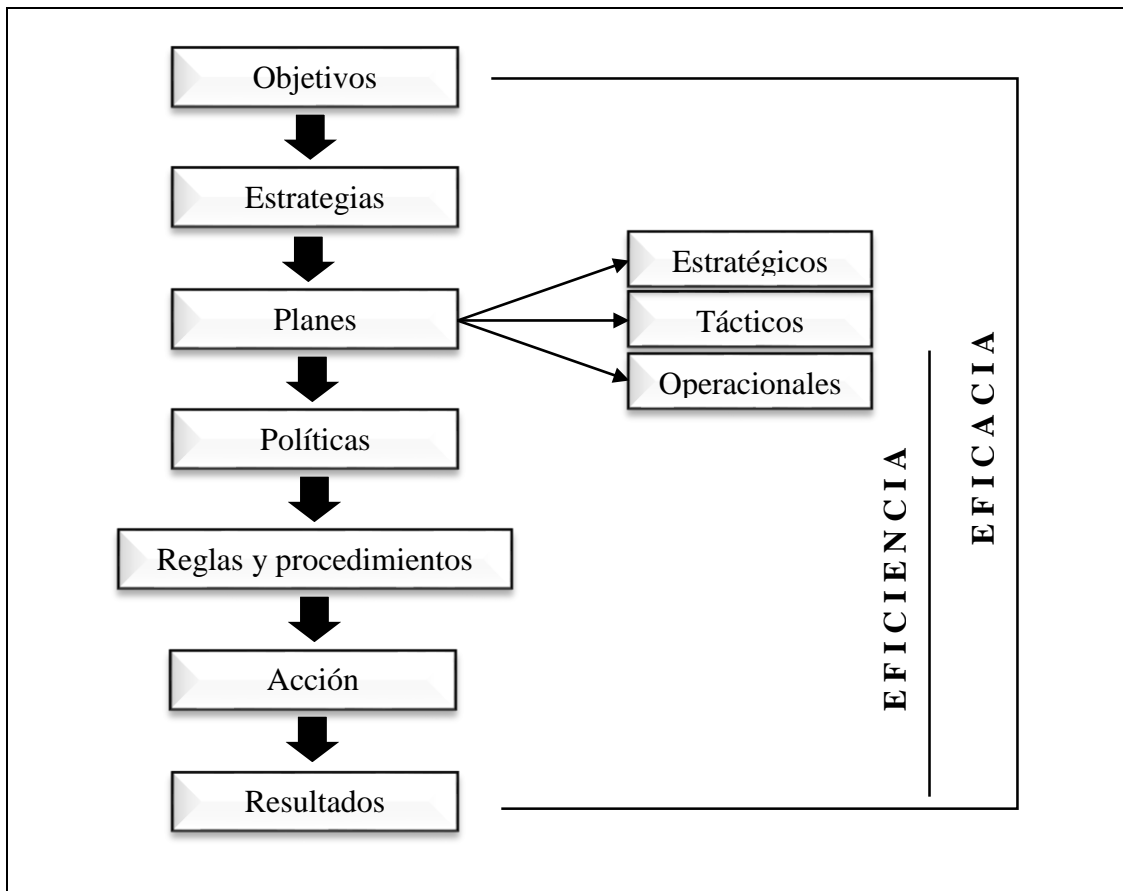 Objetivos
Estrategias
Planes
Estratégicos
Tácticos
Operacionales
Políticas
Reglas y procedimientos
Acción
Resultados
EFICIENCIA
EFICACIA